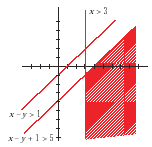 x > 3
x − y > 1
x − y + 1 > 5